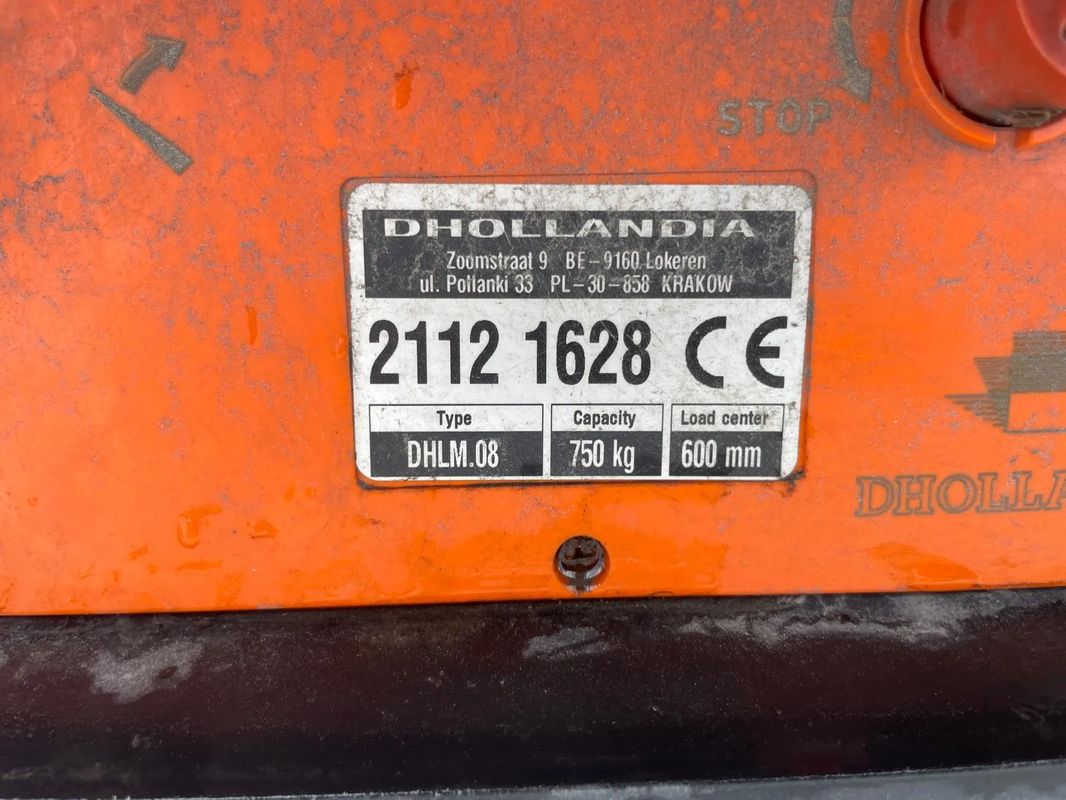 STOP
DHOLLANDIA
Zoomstraat 9 BE-9160 Lokeren
ul. Potlanki 33 PL-30-858 KRAKOW
2112 1628 CE
Type Capacity Load center
DHLM.08 750 kg 600 mm
DHOLLA